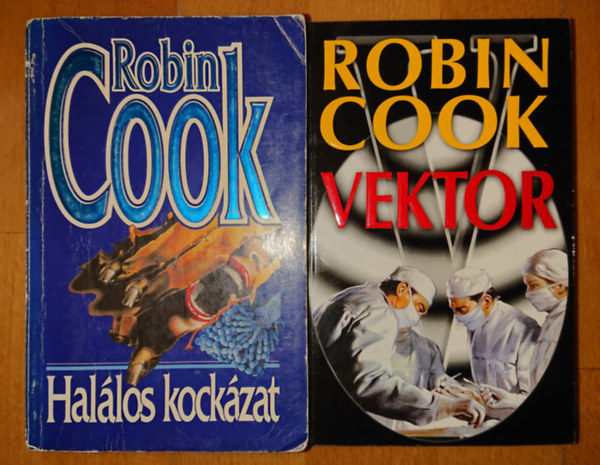 Robin
Cook
Halálos kockázat
ROBIN
COOK
VEKTOR